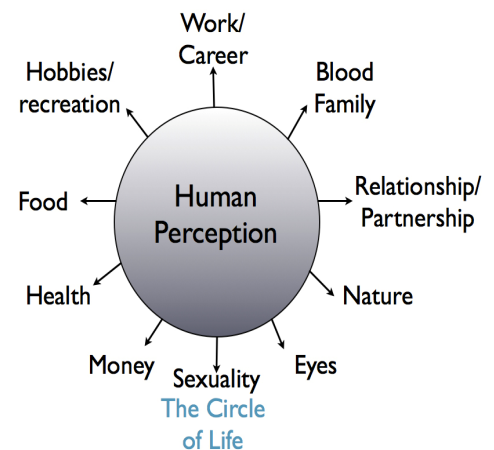 Work/
Career
Hobbies/
recreation
Blood
Family
Human
Perception
Food
Relationship/
Partnership
Health
Nature
Money
Sexuality
Eyes
The Circle
of Life